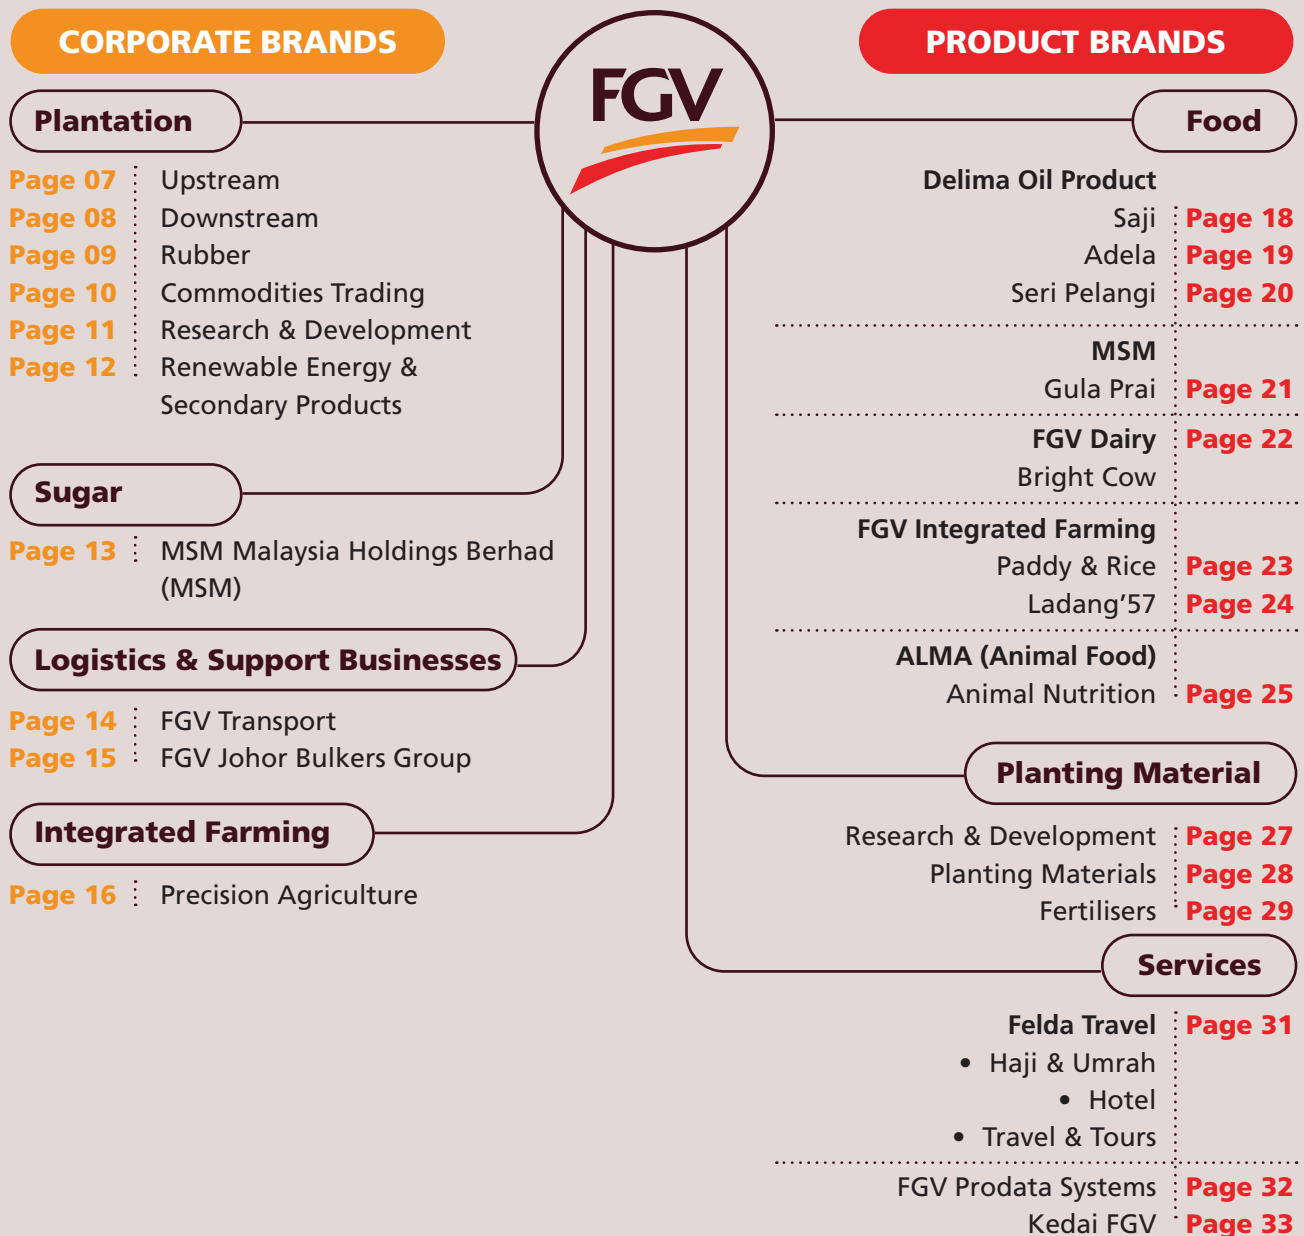 CORPORATE BRANDS
FGV
PRODUCT BRANDS
Plantation
Page 07 Upstream
Page 08 Downstream
Page 09 Rubber
Page 10 Commodities Trading
Page 11 Research & Development
Page 12 Renewable Energy &
Secondary Products
Sugar
Page 13 MSM Malaysia Holdings Berhad
(MSM)
Logistics & Support Businesses
Page 14 FGV Transport
Page 15 FGV Johor Bulkers Group
Integrated Farming
Page 16 Precision Agriculture
Food
Delima Oil Product
Saji Page 18
Adela Page 19
Seri Pelangi Page 20
MSM
Gula Prai Page 21
FGV Dairy Page 22
Bright Cow
FGV Integrated Farming
Paddy & Rice Page 23
Ladang'57 Page 24
ALMA (Animal Food)
Animal Nutrition Page 25
Planting Material
Research & Development Page 27
Planting Materials Page 28
Fertilisers Page 29
Services
Felda Travel Page 31
• Haji & Umrah
• Hotel
• Travel & Tours
FGV Prodata Systems Page 32
Kedai FGV Page 33